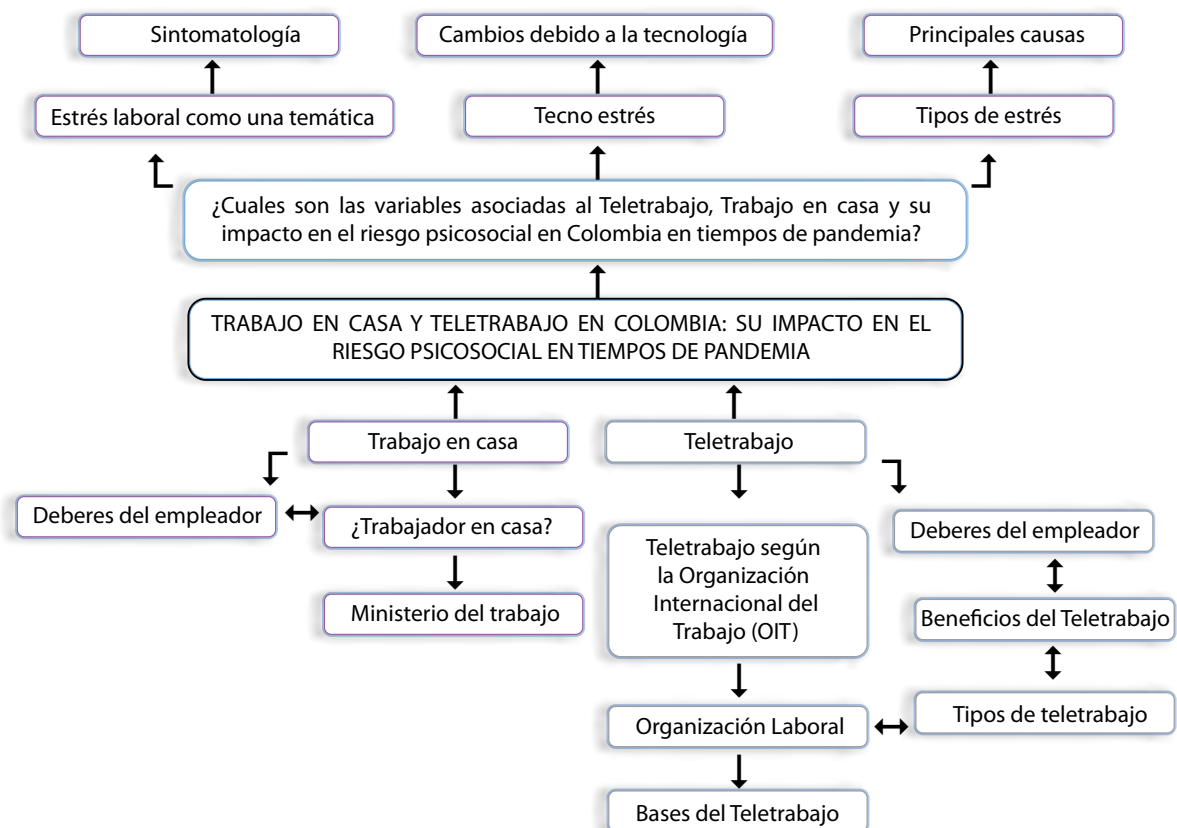 Sintomatología
Cambios debido a la tecnología
Principales causas
Estrés laboral como una temática
Tecno estrés
Tipos de estrés
¿Cuales son las variables asociadas al Teletrabajo, Trabajo en casa y su
impacto en el riesgo psicosocial en Colombia en tiempos de pandemia?
TRABAJO EN CASA Y TELETRABAJO EN COLOMBIA: SU IMPACTO EN EL
RIESGO PSICOSOCIAL EN TIEMPOS DE PANDEMIA
Trabajo en casa
Teletrabajo
Deberes del empleador
¿Trabajador en casa?
Ministerio del trabajo
Teletrabajo según
la Organización
Internacional del
Trabajo (OIT)
Deberes del empleador
Beneficios del Teletrabajo
Tipos de teletrabajo
Organización Laboral
Bases del Teletrabajo